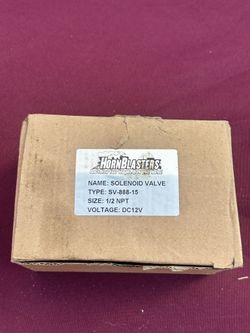 HORNBLASTERS
NAME: SOLENOID VALVE
TYPE: SV-888-15
SIZE: 1/2 NPT
VOLTAGE: DC12V